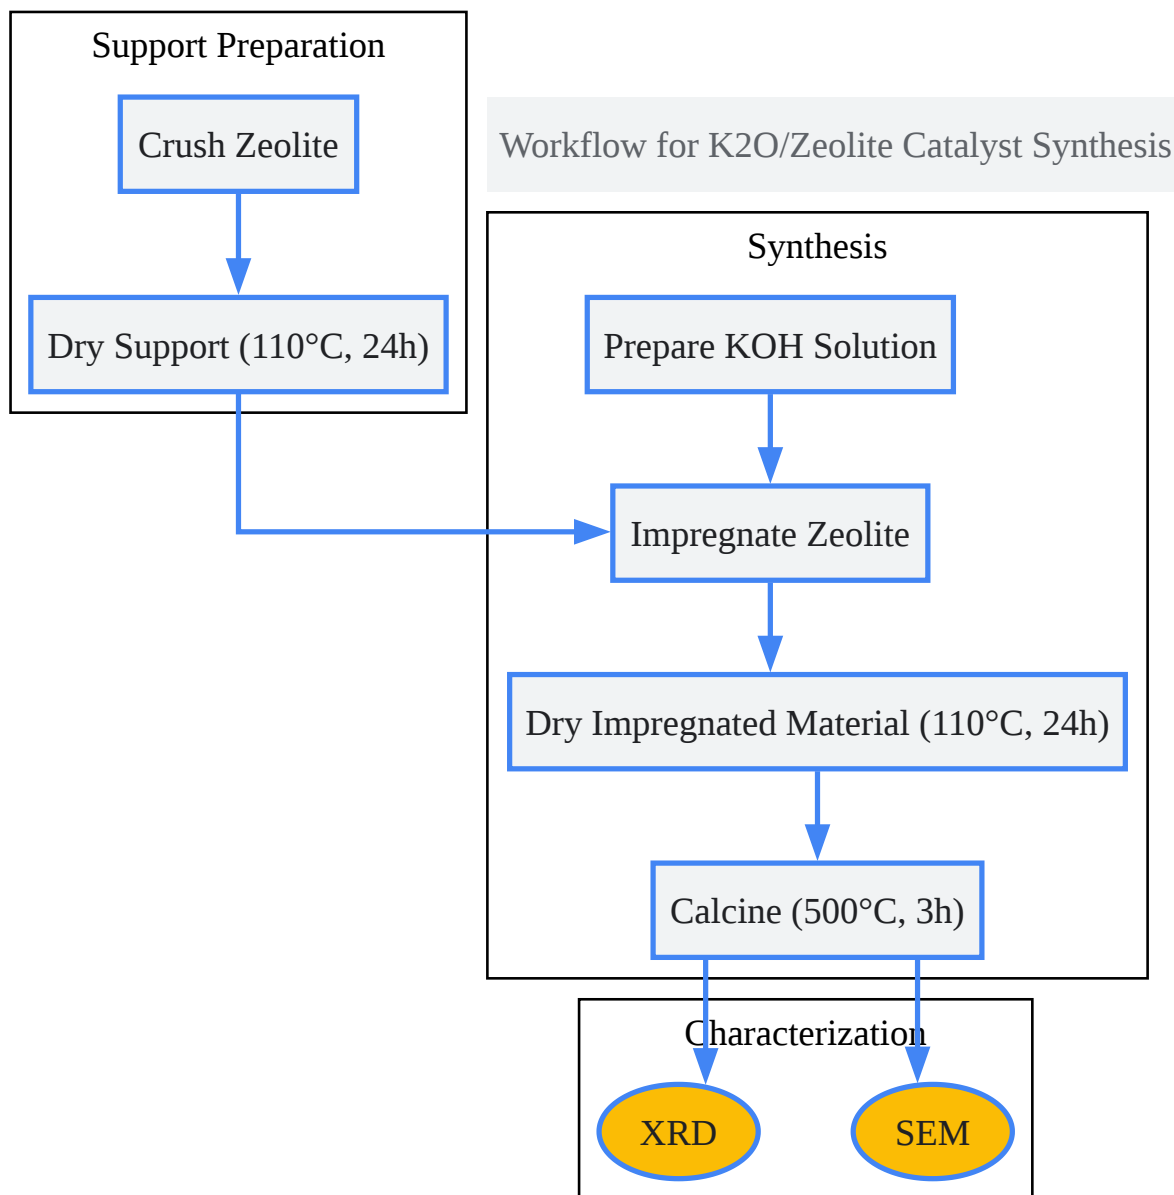 Support Preparation
Crush Zeolite
Dry Support (110°C, 24h)
Workflow for K2O/Zeolite Catalyst Synthesis
Synthesis
Prepare KOH Solution
Impregnate Zeolite
Dry Impregnated Material (110°C, 24h)
Calcine (500°C, 3h)
Characterization
XRD
SEM